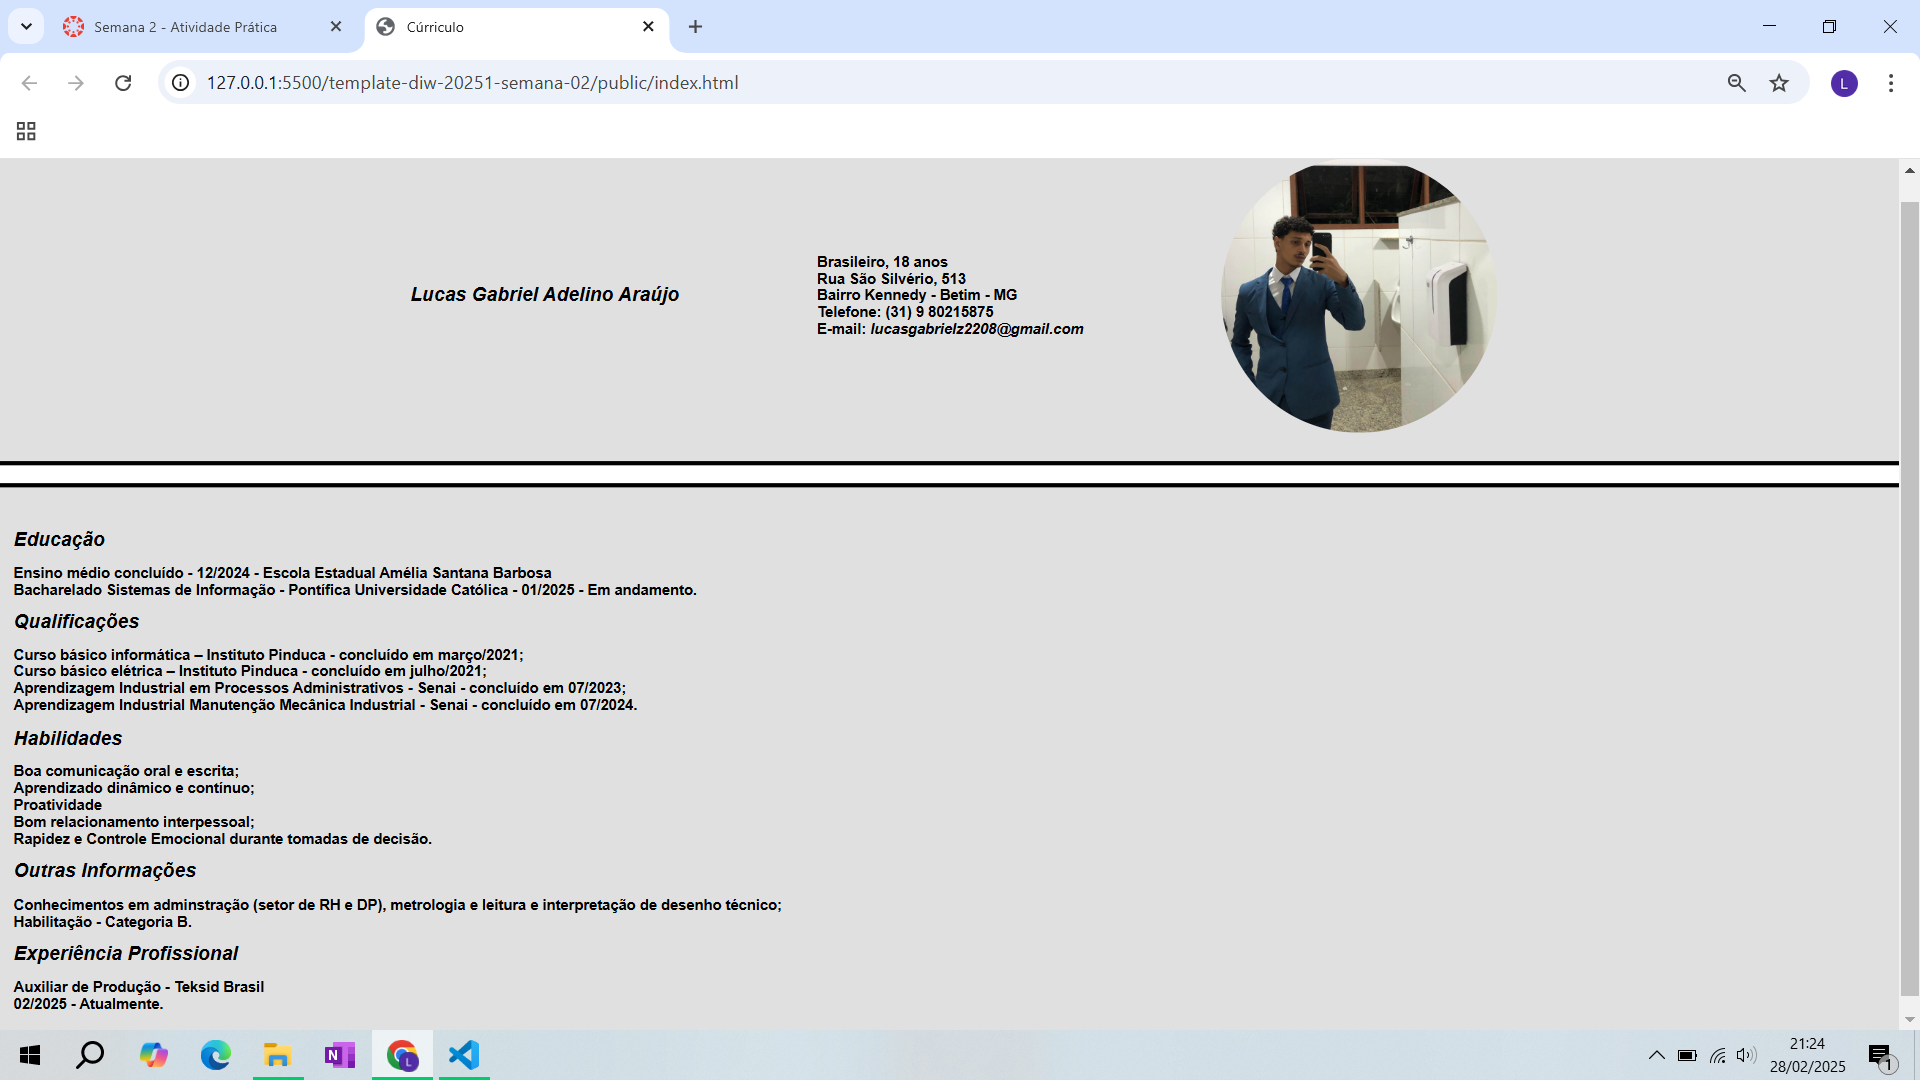 Semana 2 - Atividade Prática
Cúrriculo
127.0.0.1:5500/template-diw-20251-semana-02/public/index.html
L
Lucas Gabriel Adelino Araújo
Brasileiro, 18 anos
Rua São Silvério, 513
Bairro Kennedy - Betim - MG
Telefone: (31) 9 80215875
E-mail: lucasgabrielz2208@gmail.com
Educação
Ensino médio concluído - 12/2024 - Escola Estadual Amélia Santana Barbosa
Bacharelado Sistemas de Informação - Pontífica Universidade Católica - 01/2025 - Em andamento.
Qualificações
Curso básico informática – Instituto Pinduca - concluído em março/2021;
Curso básico elétrica – Instituto Pinduca - concluído em julho/2021;
Aprendizagem Industrial em Processos Administrativos - Senai - concluído em 07/2023;
Aprendizagem Industrial Manutenção Mecânica Industrial - Senai - concluído em 07/2024.
Habilidades
Boa comunicação oral e escrita;
Aprendizado dinâmico e contínuo;
Proatividade
Bom relacionamento interpessoal;
Rapidez e Controle Emocional durante tomadas de decisão.
Outras Informações
Conhecimentos em adminstração (setor de RH e DP), metrologia e leitura e interpretação de desenho técnico;
Habilitação - Categoria B.
Experiência Profissional
Auxiliar de Produção - Teksid Brasil
02/2025 - Atualmente.
N
L
21:24
28/02/2025
1